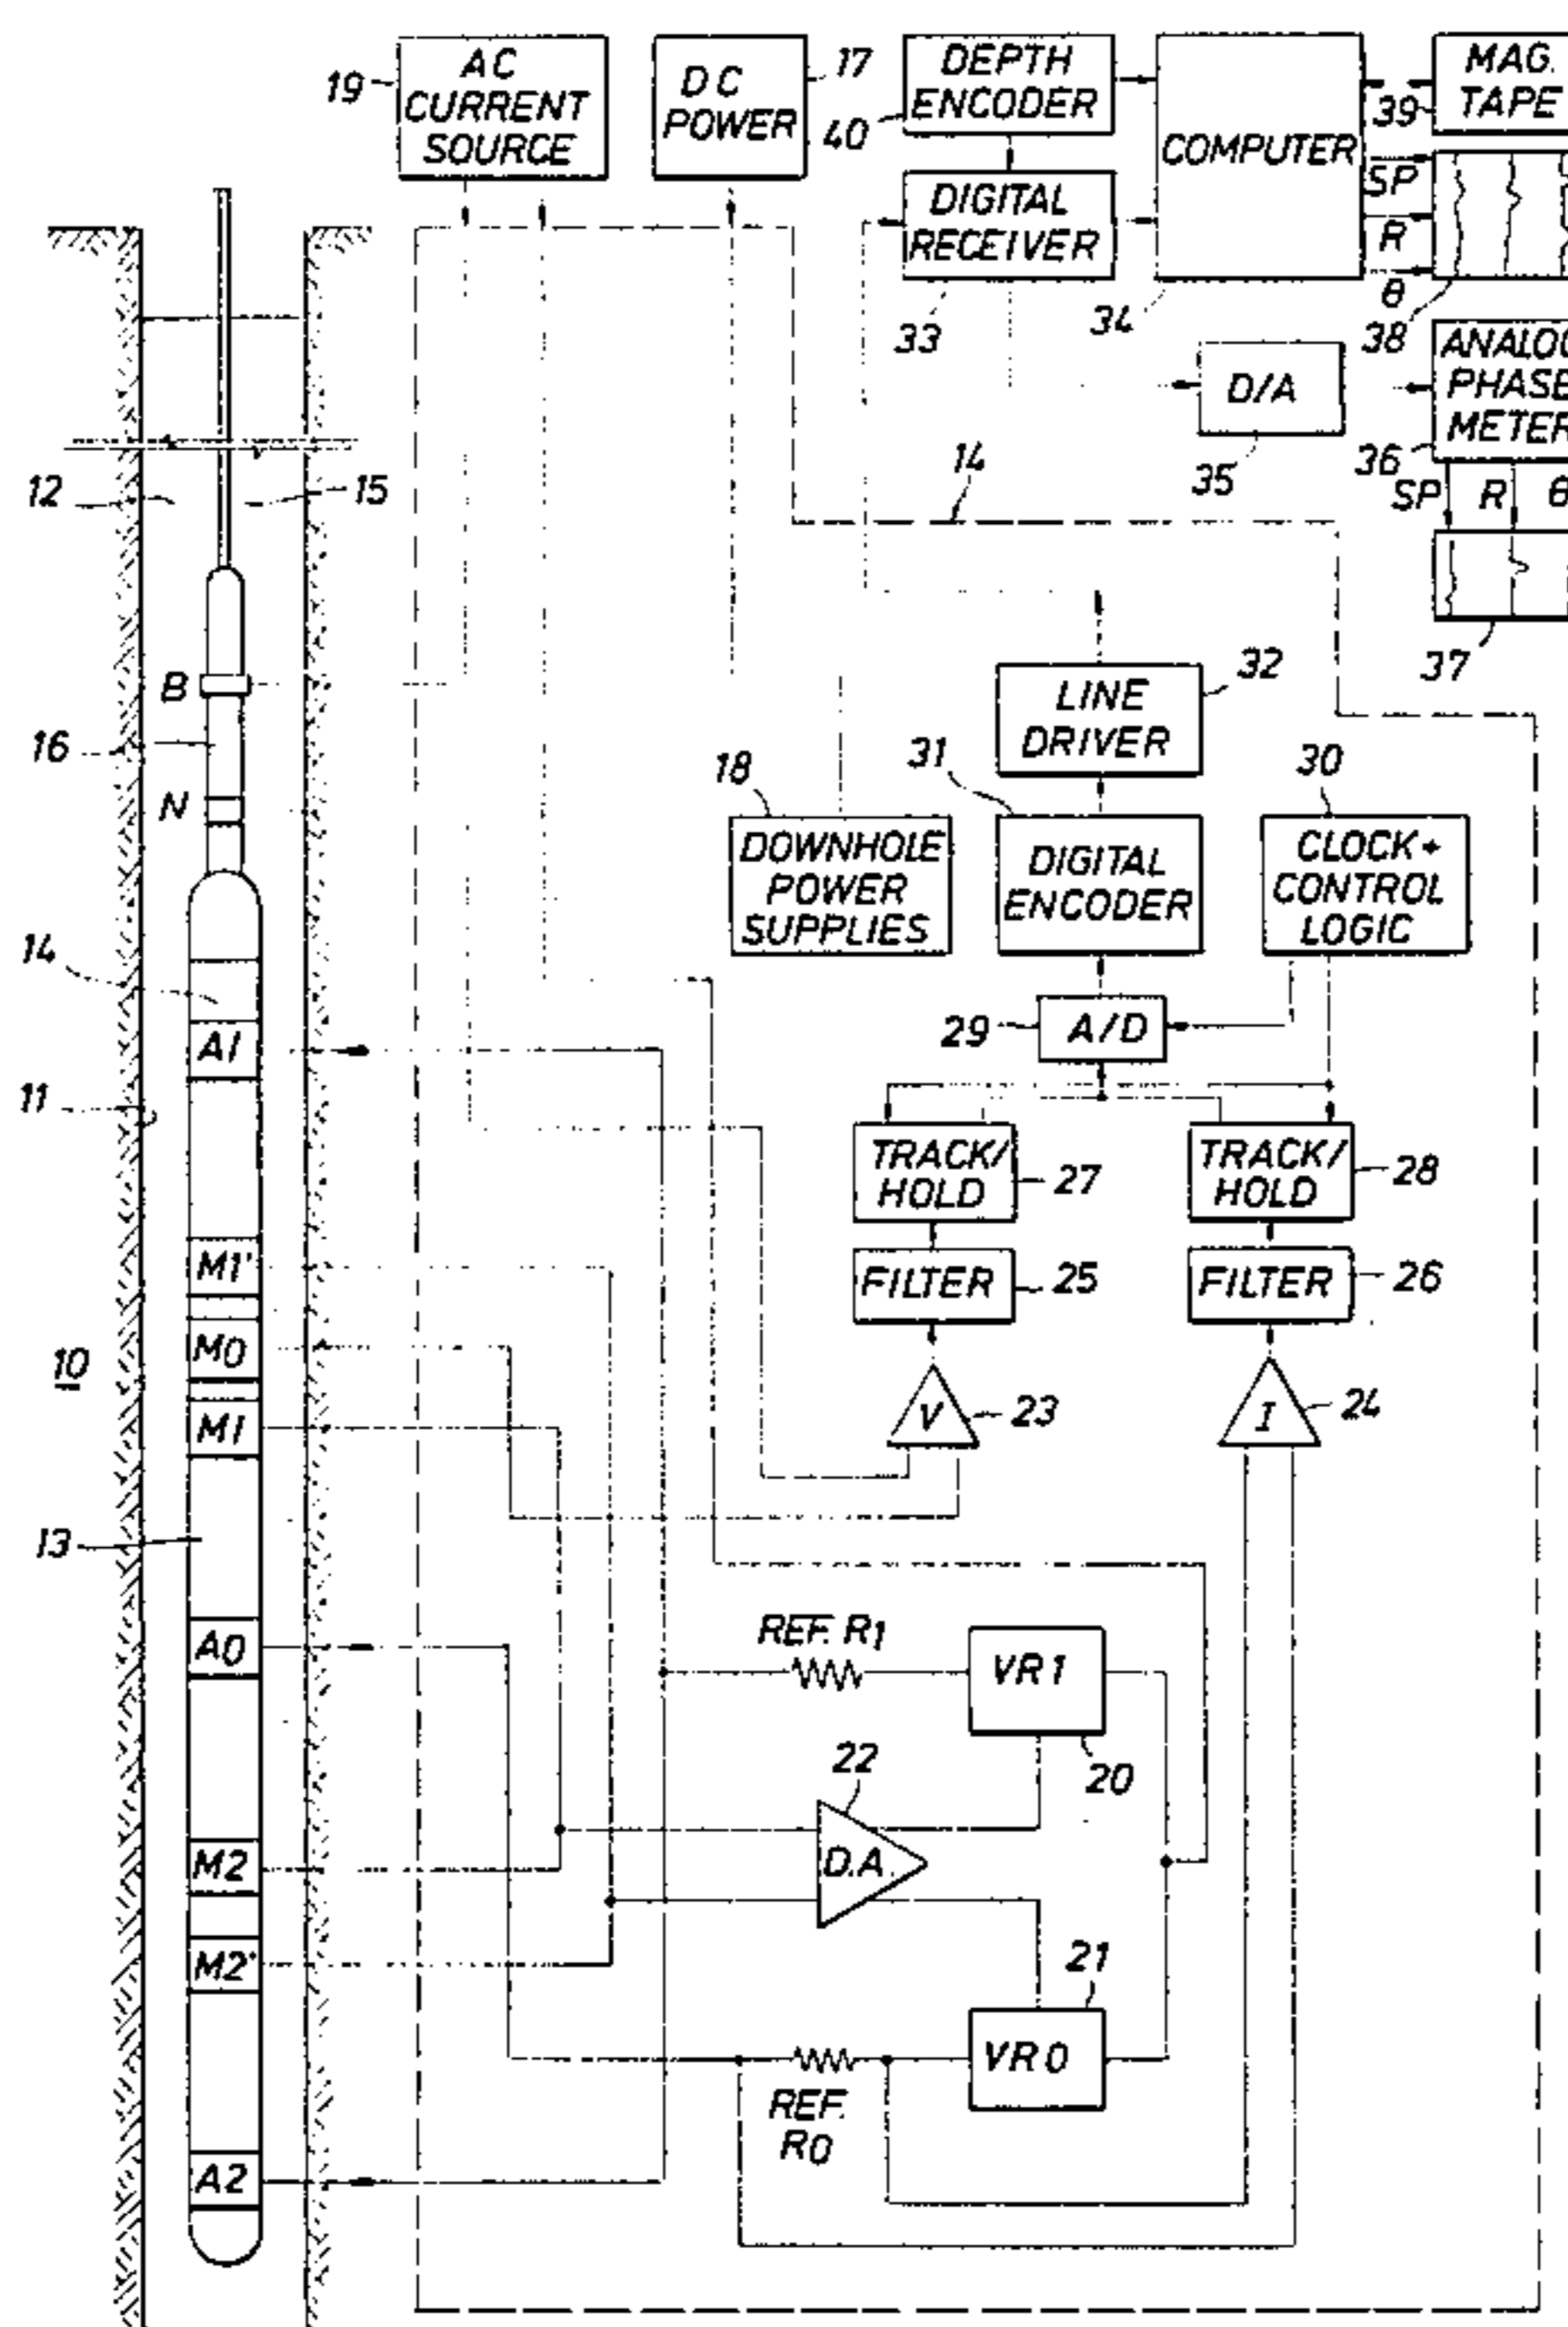 19
AC
CURRENT
SOURCE
DC
POWER
17
DEPTH
ENCODER
40
COMPUTER
34
MAG.
TAPE
39
SP
R
θ
38
DIGITAL
RECEIVER
33
D/A
35
ANALOG
PHASE
METER
36
SP R θ
37
14
12
15
B
16
N
14
A1
11
M1'
M0
10
M1
13
A0
M2
M2'
A2
LINE
DRIVER
32
18
DOWNHOLE
POWER
SUPPLIES
31
DIGITAL
ENCODER
30
CLOCK+
CONTROL
LOGIC
29
A/D
TRACK/
HOLD
27
TRACK/
HOLD
28
FILTER
25
FILTER
26
V
23
I
24
REF. R1
VR1
20
22
D.A.
21
VR0
REF.
R0